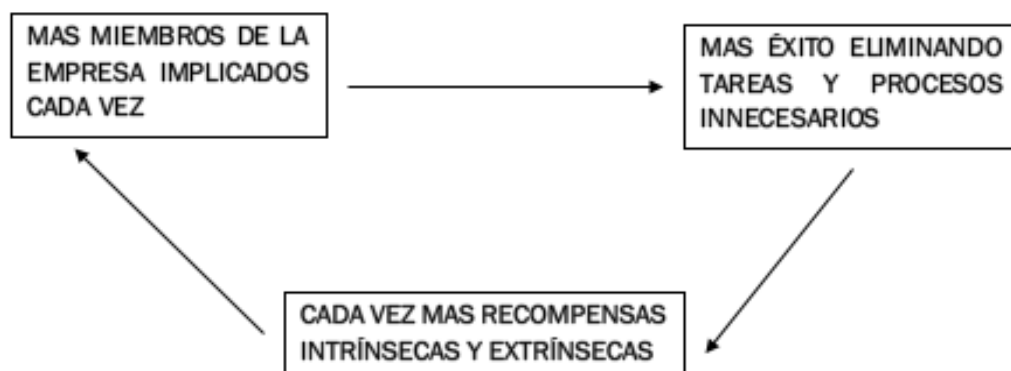 MAS MIEMBROS DE LA
EMPRESA IMPLICADOS
CADA VEZ
MAS ÉXITO ELIMINANDO
TAREAS Y PROCESOS
INNECESARIOS
CADA VEZ MAS RECOMPENSAS
INTRÍNSECAS Y EXTRÍNSECAS